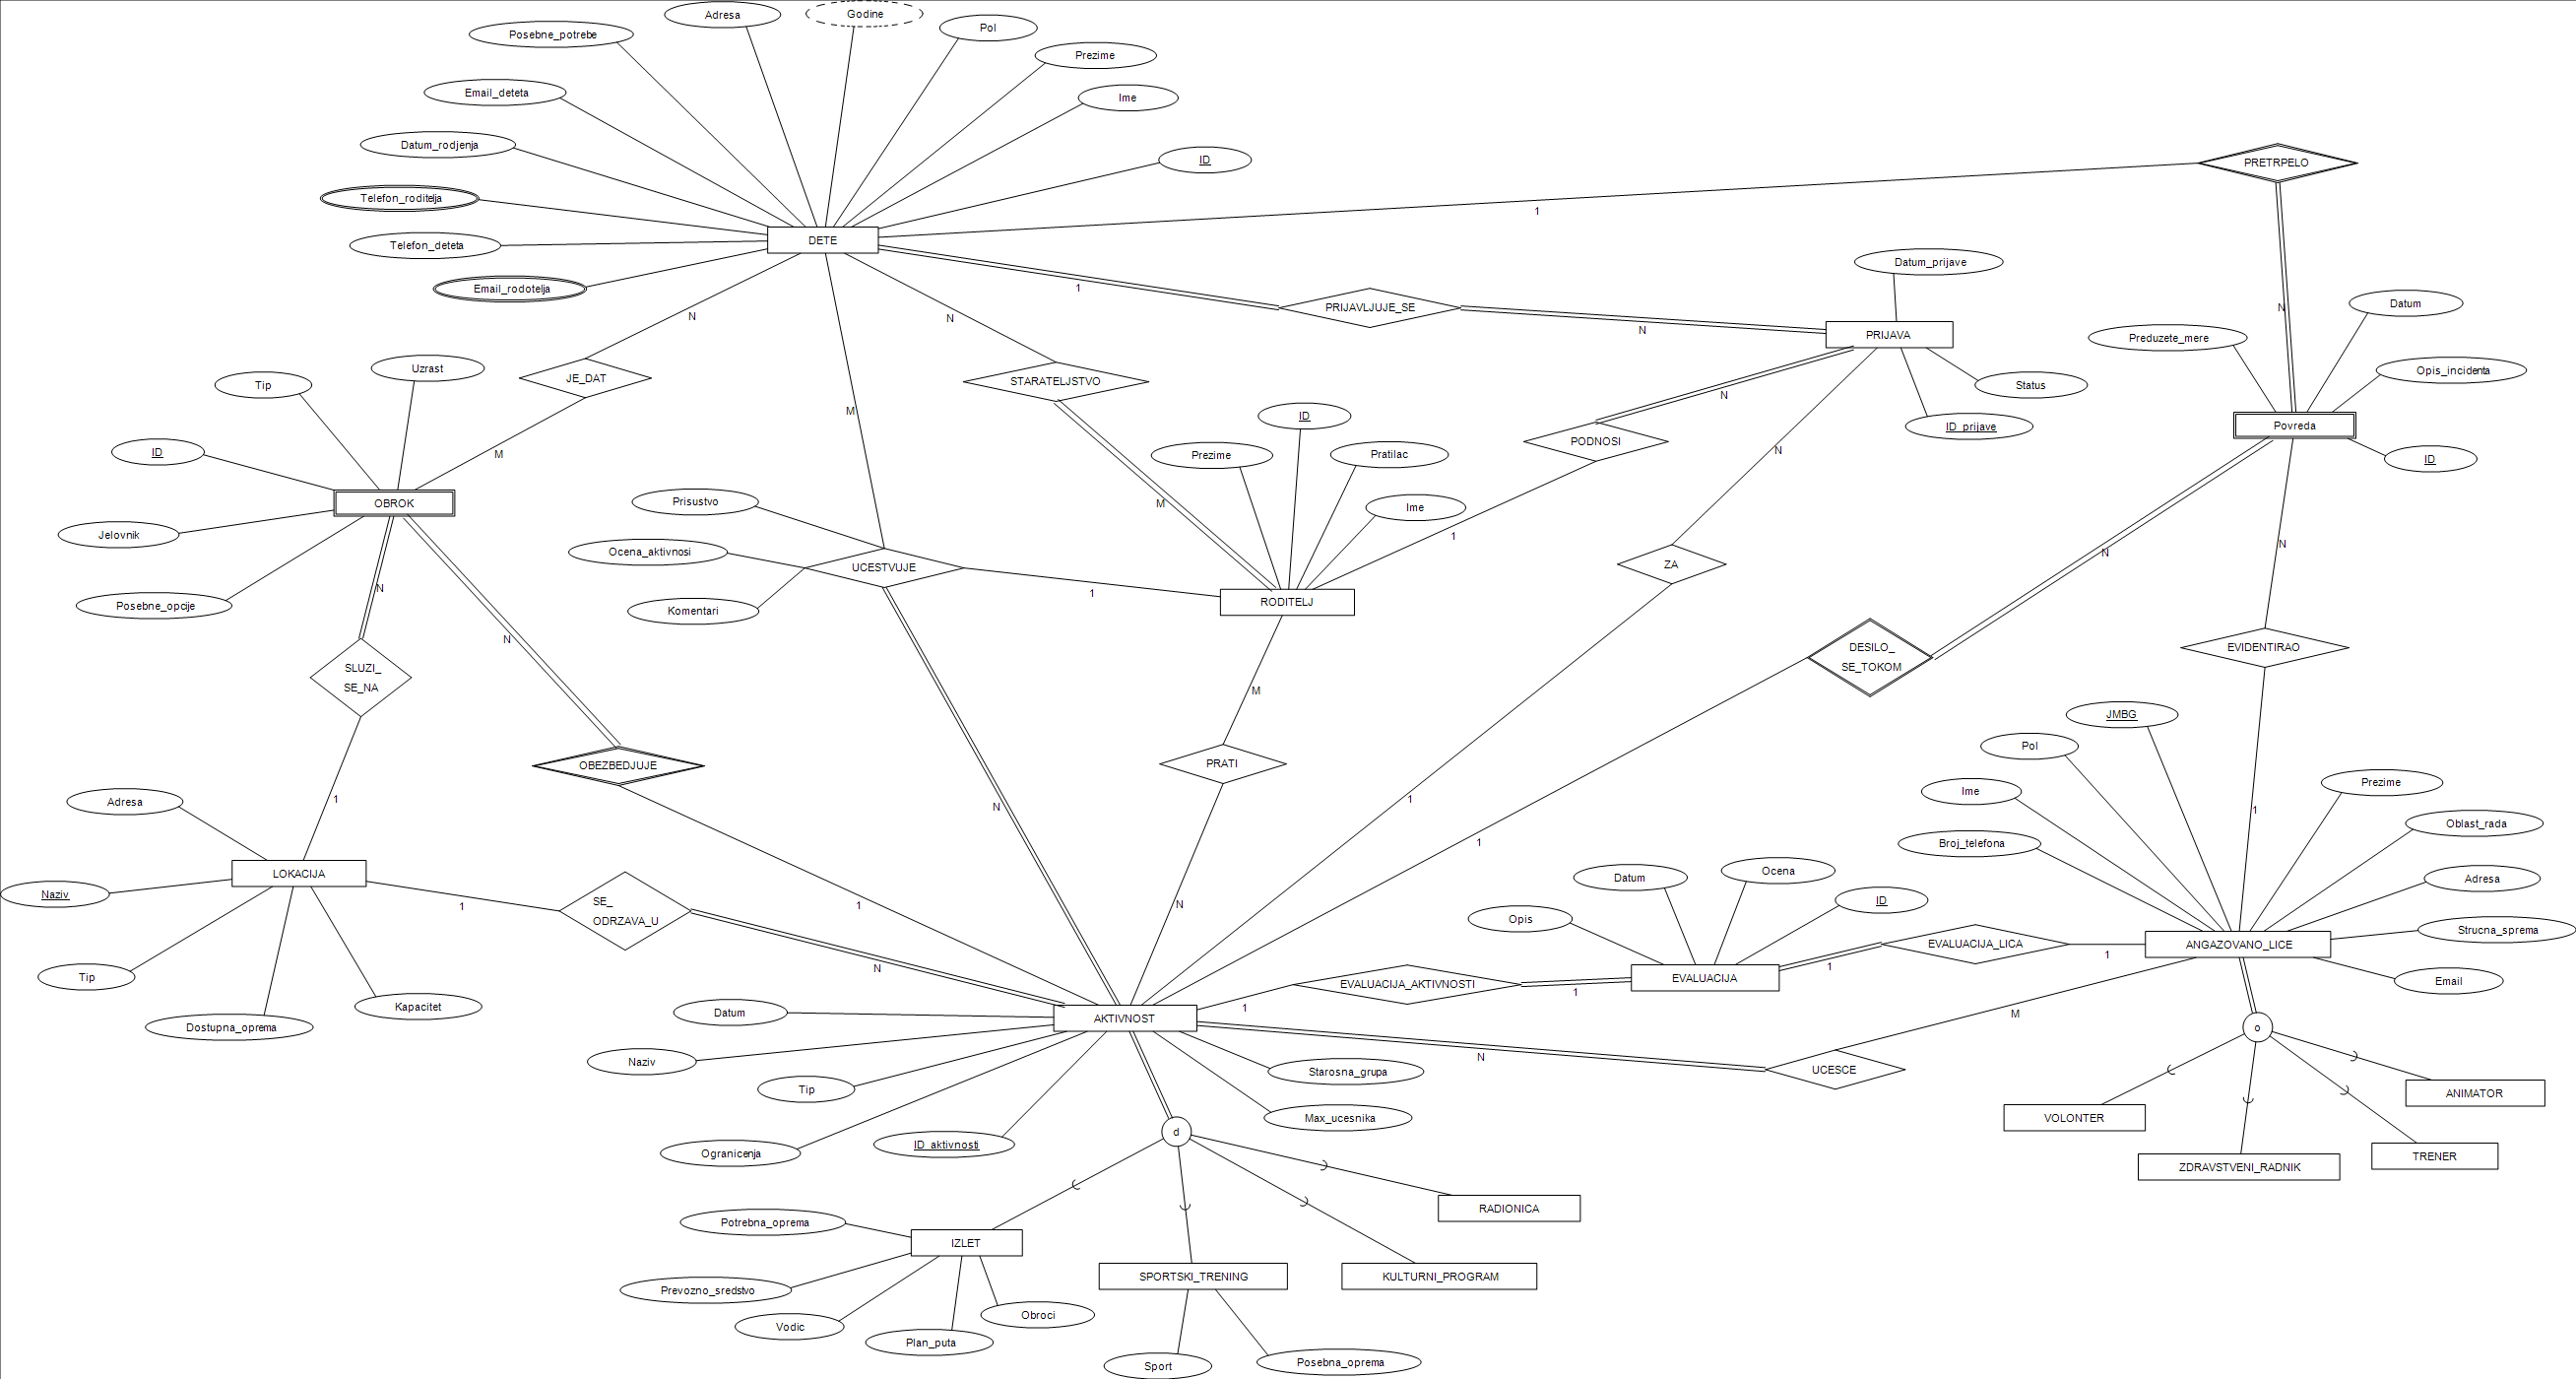 Godine
Adresa
Pol
Posebne_potrebe
Prezime
Email_deteta
Ime
Datum_rodjenja
ID
PRETRPELO
Telefon_roditelja
1
DETE
Telefon_deteta
Email_rodotelja
1
Datum_prijave
PRIJAVLJUJE_SE
N
N
N
N
Datum
PRIJAVA
Preduzete_mere
Uzrast
Opis_incidenta
JE_DAT
STARATELJSTVO
Tip
Status
N
M
ID
ID_prijave
Povreda
PODNOSI
N
ID
M
Prezime
Pratilac
ID
Prisustvo
OBROK
M
Ime
Jelovnik
1
N
N
Ocena_aktivnosi
UCESTVUJE
ZA
N
1
RODITELJ
Posebne_opcije
Komentari
N
DESILO_
SE_TOKOM
EVIDENTIRAO
SLUZI_
SE_NA
M
JMBG
Pol
OBEZBEDJUJE
PRATI
Prezime
Ime
1
Adresa
1
N
1
Oblast_rada
1
Broj_telefona
LOKACIJA
Ocena
Datum
Adresa
Naziv
ID
1
1
N
SE_
ODRZAVA_U
Opis
Strucna_sprema
EVALUACIJA_LICA
ANGAZOVANO_LICE
1
1
N
Tip
EVALUACIJA
EVALUACIJA_AKTIVNOSTI
1
Email
Kapacitet
1
Datum
AKTIVNOST
M
Dostupna_oprema
o
N
Naziv
Starosna_grupa
UCESCE
Tip
ANIMATOR
Max_ucesnika
VOLONTER
d
ID_aktivnosti
Ogranicenja
TRENER
ZDRAVSTVENI_RADNIK
RADIONICA
Potrebna_oprema
IZLET
SPORTSKI_TRENING
KULTURNI_PROGRAM
Prevozno_sredstvo
Obroci
Vodic
Plan_puta
Sport
Posebna_oprema